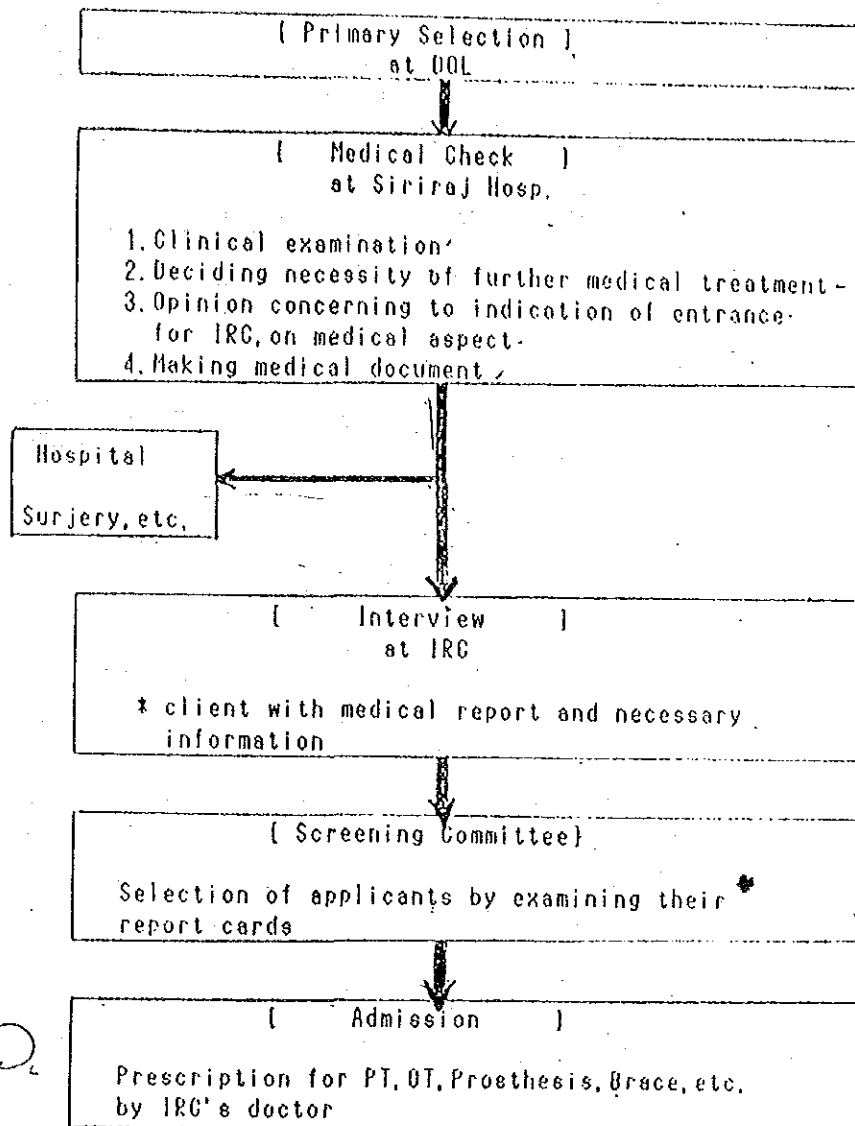 [ Primary Selection ]
at DOL
[ Medical Check ]
at Siriraj Hosp.
1. Clinical examination
2. Deciding necessity of further medical treatment
3. Opinion concerning to indication of entrance
for IRC, on medical aspect
4. Making medical document
Hospital
Surjery, etc.
[ Interview ]
at IRC
* client with medical report and necessary
information
[ Screening Committee]
Selection of applicants by examining their *
report cards
[ Admission ]
Prescription for PT, OT, Prosthesis, Brace, etc.
by IRC's doctor